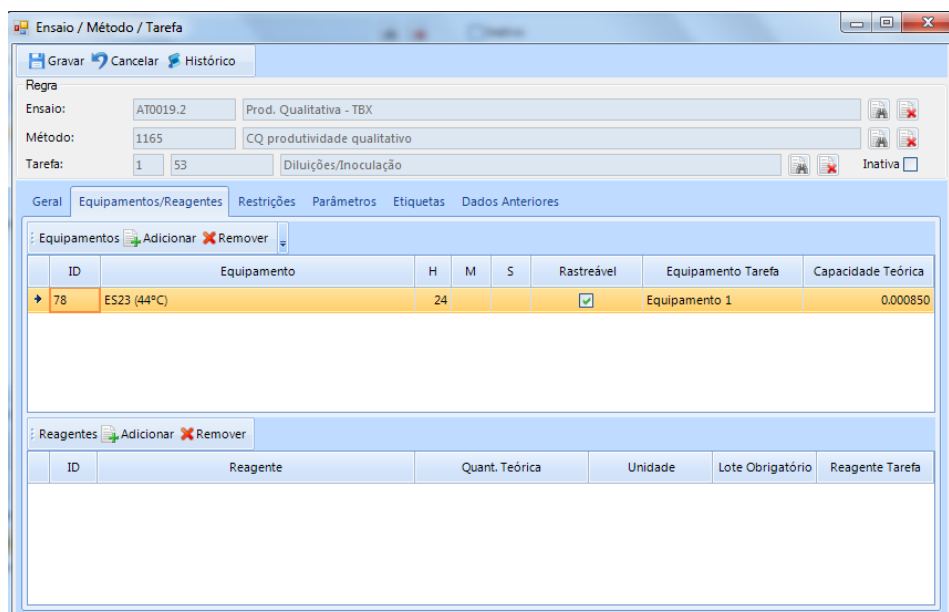 Ensaio / Método / Tarefa
Gravar Cancelar Histórico
Regra
Ensaio: AT0019.2 Prod. Qualitativa - TBX
Método: 1165 CQ produtividade qualitativo
Tarefa: 1 53 Diluições/Inoculação Inativa
Geral Equipamentos/Reagentes Restrições Parâmetros Etiquetas Dados Anteriores
Equipamentos Adicionar Remover
ID Equipamento H M S Rastreável Equipamento Tarefa Capacidade Teórica
78 ES23 (44ºC) 24 Equipamento 1 0.000850
Reagentes Adicionar Remover
ID Reagente Quant. Teórica Unidade Lote Obrigatório Reagente Tarefa